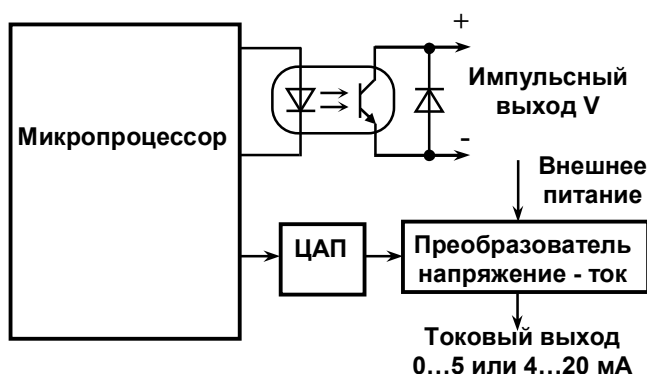 +
Импульсный
выход V
Микропроцессор
-
Внешнее
питание
ЦАП
Преобразователь
напряжение - ток
Токовый выход
0...5 или 4...20 мА